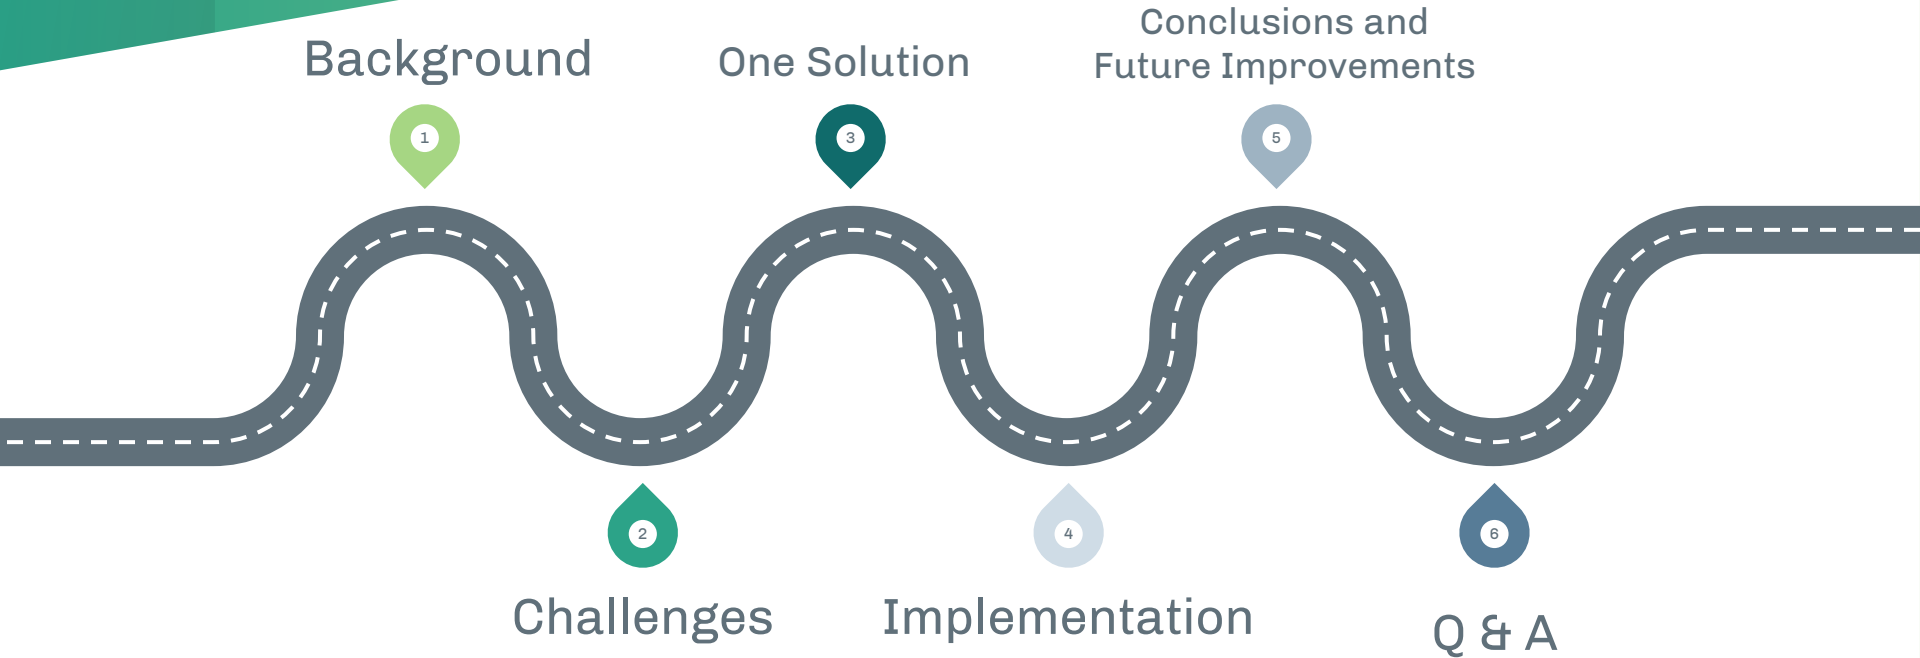 Background
1
Challenges
2
One Solution
3
Implementation
4
Conclusions and
Future Improvements
5
Q & A
6